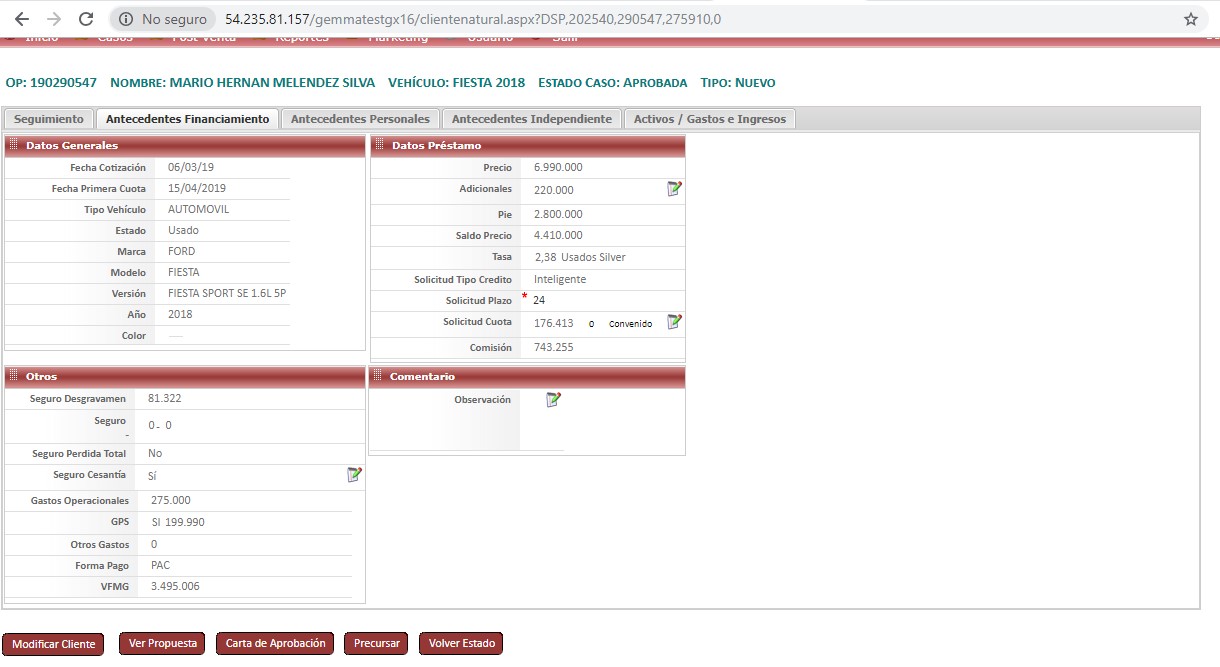 No seguro 54.235.81.157/gemmatestgx16/clientenatural.aspx?DSP,202540,290547,275910,0
Inicio Casos Post Venta Reportes Marketing Usuario Salir
OP: 190290547 NOMBRE: MARIO HERNAN MELENDEZ SILVA VEHÍCULO: FIESTA 2018 ESTADO CASO: APROBADA TIPO: NUEVO
Seguimiento Antecedentes Financiamiento Antecedentes Personales Antecedentes Independiente Activos / Gastos e Ingresos
Datos Generales
Fecha Cotización 06/03/19
Fecha Primera Cuota 15/04/2019
Tipo Vehículo AUTOMOVIL
Estado Usado
Marca FORD
Modelo FIESTA
Versión FIESTA SPORT SE 1.6L 5P
Año 2018
Color
Datos Préstamo
Precio 6.990.000
Adicionales 220.000
Pie 2.800.000
Saldo Precio 4.410.000
Tasa 2,38 Usados Silver
Solicitud Tipo Credito Inteligente
Solicitud Plazo * 24
Solicitud Cuota 176.413 0 Convenido
Comisión 743.255
Otros
Seguro Desgravamen 81.322
Seguro 0 - 0
-
Seguro Perdida Total No
Seguro Cesantía Sí
Gastos Operacionales 275.000
GPS SI 199.990
Otros Gastos 0
Forma Pago PAC
VFMG 3.495.006
Comentario
Observación
Modificar Cliente Ver Propuesta Carta de Aprobación Precursar Volver Estado